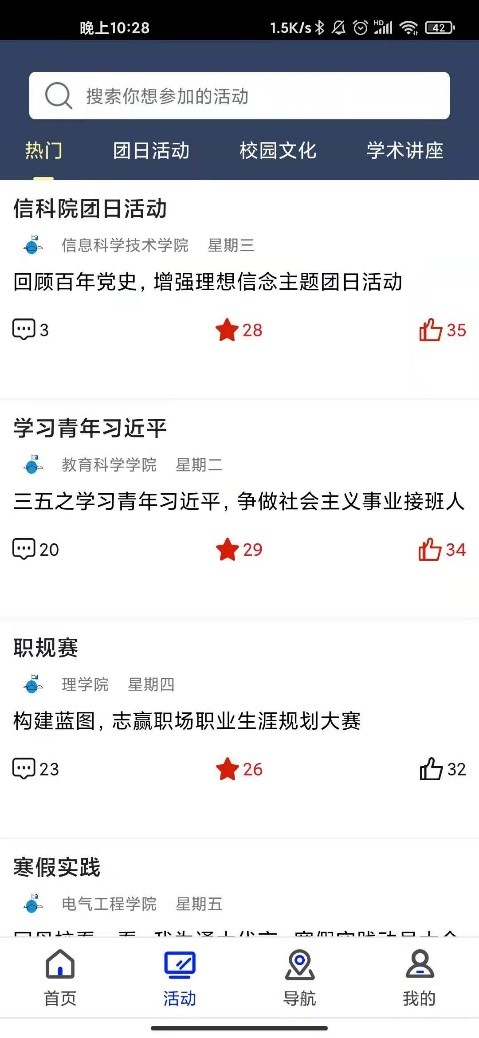 晚上10:28
1.5K/s
HD
42
搜索你想参加的活动
热门 团日活动 校园文化 学术讲座
信科院团日活动
信息科学技术学院 星期三
回顾百年党史，增强理想信念主题团日活动
3 28 35
学习青年习近平
教育科学学院 星期二
三五之学习青年习近平，争做社会主义事业接班人
20 29 34
职规赛
理学院 星期四
构建蓝图，志赢职场职业生涯规划大赛
23 26 32
寒假实践
电气工程学院 星期五
首页 活动 导航 我的